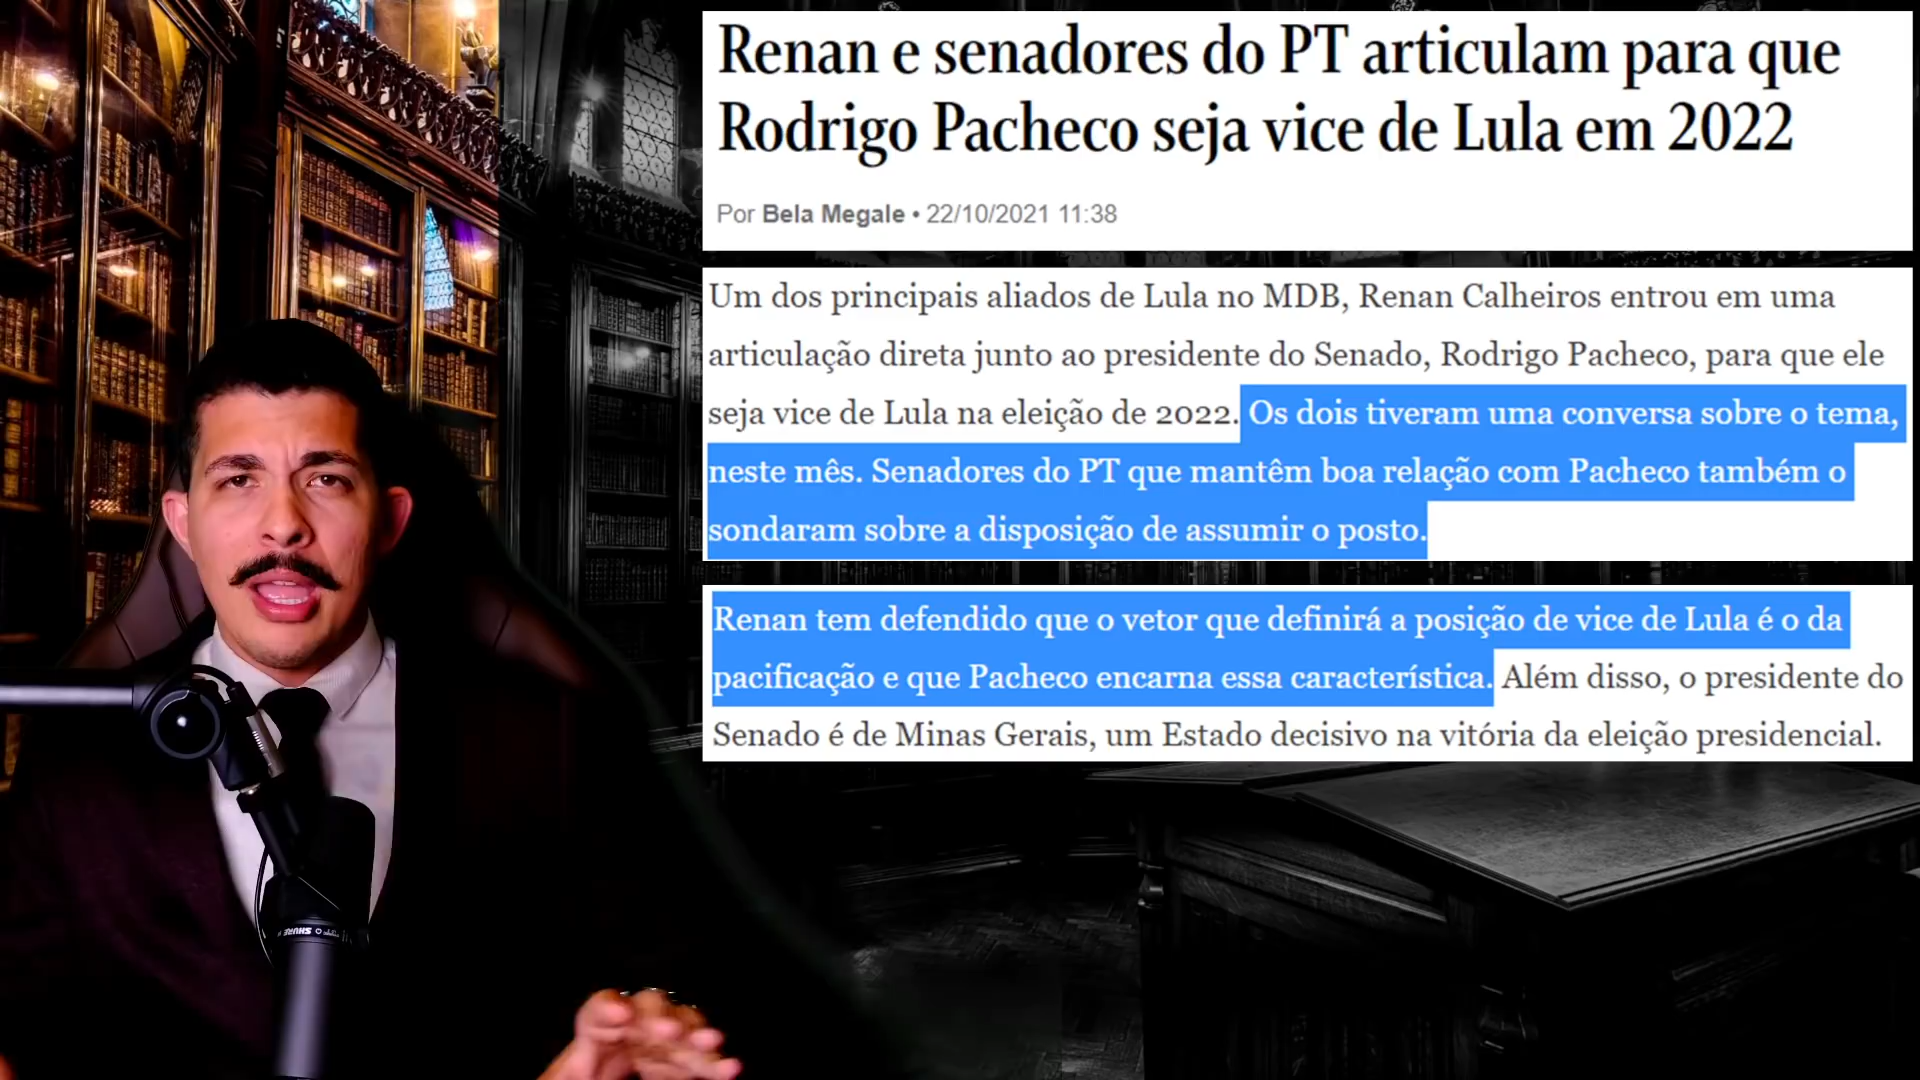 Renan e senadores do PT articulam para que
Rodrigo Pacheco seja vice de Lula em 2022
Por Bela Megale • 22/10/2021 11:38
Um dos principais aliados de Lula no MDB, Renan Calheiros entrou em uma
articulação direta junto ao presidente do Senado, Rodrigo Pacheco, para que ele
seja vice de Lula na eleição de 2022. Os dois tiveram uma conversa sobre o tema,
neste mês. Senadores do PT que mantêm boa relação com Pacheco também o
sondaram sobre a disposição de assumir o posto.
Renan tem defendido que o vetor que definirá a posição de vice de Lula é o da
pacificação e que Pacheco encarna essa característica. Além disso, o presidente do
Senado é de Minas Gerais, um Estado decisivo na vitória da eleição presidencial.
SHURE